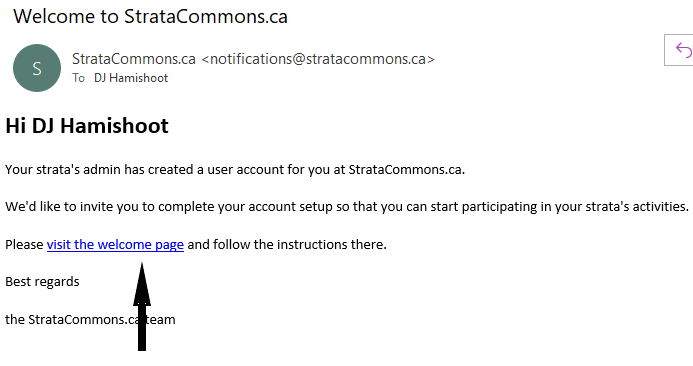 Welcome to StrataCommons.ca
S
StrataCommons.ca <notifications@stratacommons.ca>
To DJ Hamishoot
Hi DJ Hamishoot
Your strata's admin has created a user account for you at StrataCommons.ca.
We'd like to invite you to complete your account setup so that you can start participating in your strata's activities.
Please visit the welcome page and follow the instructions there.
Best regards
the StrataCommons.ca team